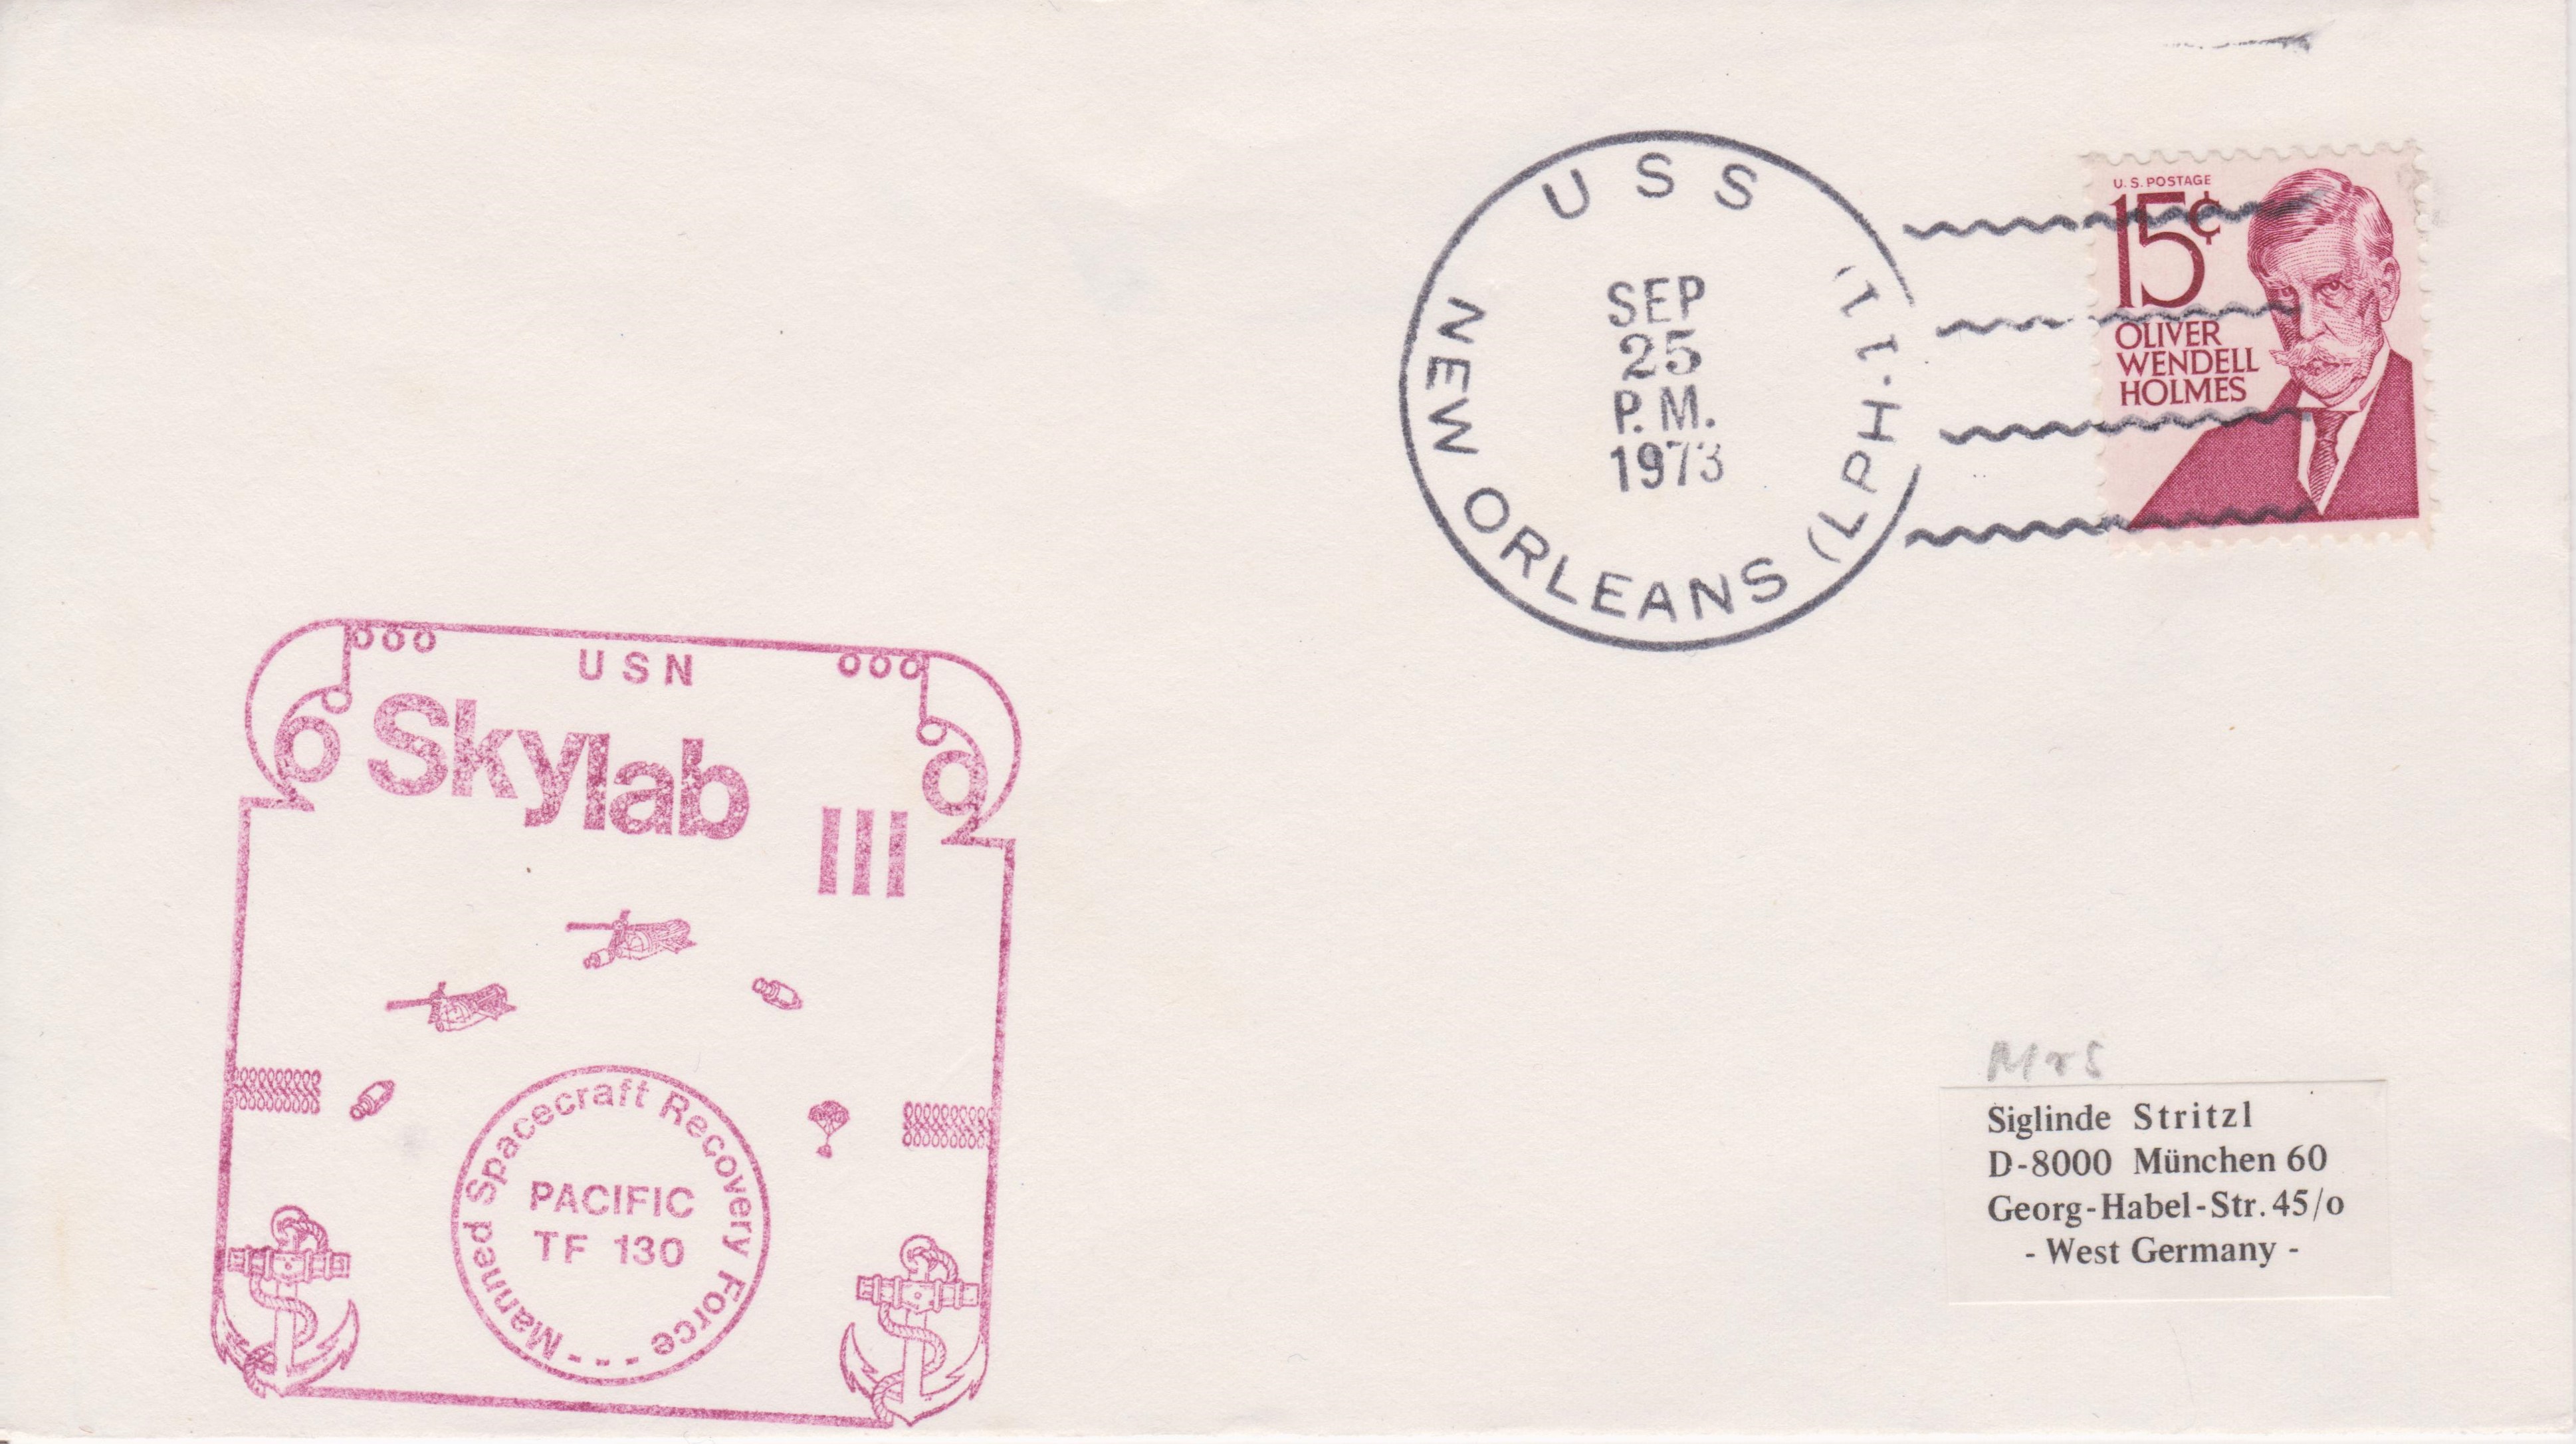 U.S. POSTAGE
15¢
OLIVER
WENDELL
HOLMES
USS
NEW ORLEANS (LPH-11)
SEP
25
P.M.
1973
USN
Skylab
III
Manned Spacecraft Recovery Force
PACIFIC
TF 130
Mrs
Siglinde Stritzl
D-8000 München 60
Georg-Habel-Str. 45/o
- West Germany -